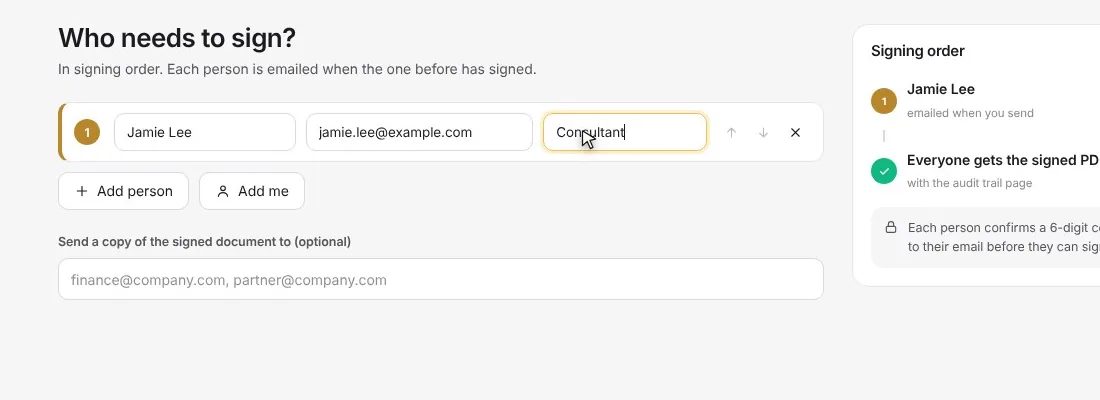 Who needs to sign?
In signing order. Each person is emailed when the one before has signed.
1 Jamie Lee jamie.lee@example.com Consultant
Add person Add me
Send a copy of the signed document to (optional)
finance@company.com, partner@company.com
Signing order
1 Jamie Lee
emailed when you send
Everyone gets the signed PD
with the audit trail page
Each person confirms a 6-digit
to their email before they can